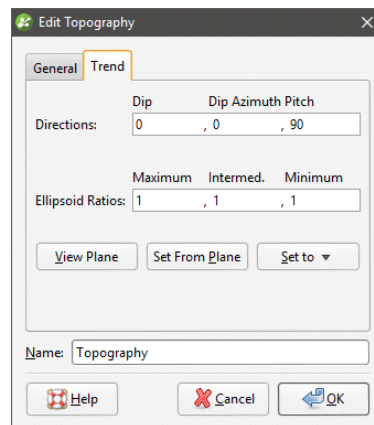 Edit Topography
General Trend
Dip Dip Azimuth Pitch
Directions: 0 , 0 , 90
Maximum Intermed. Minimum
Ellipsoid Ratios: 1 , 1 , 1
View Plane Set From Plane Set to
Name: Topography
Help Cancel OK